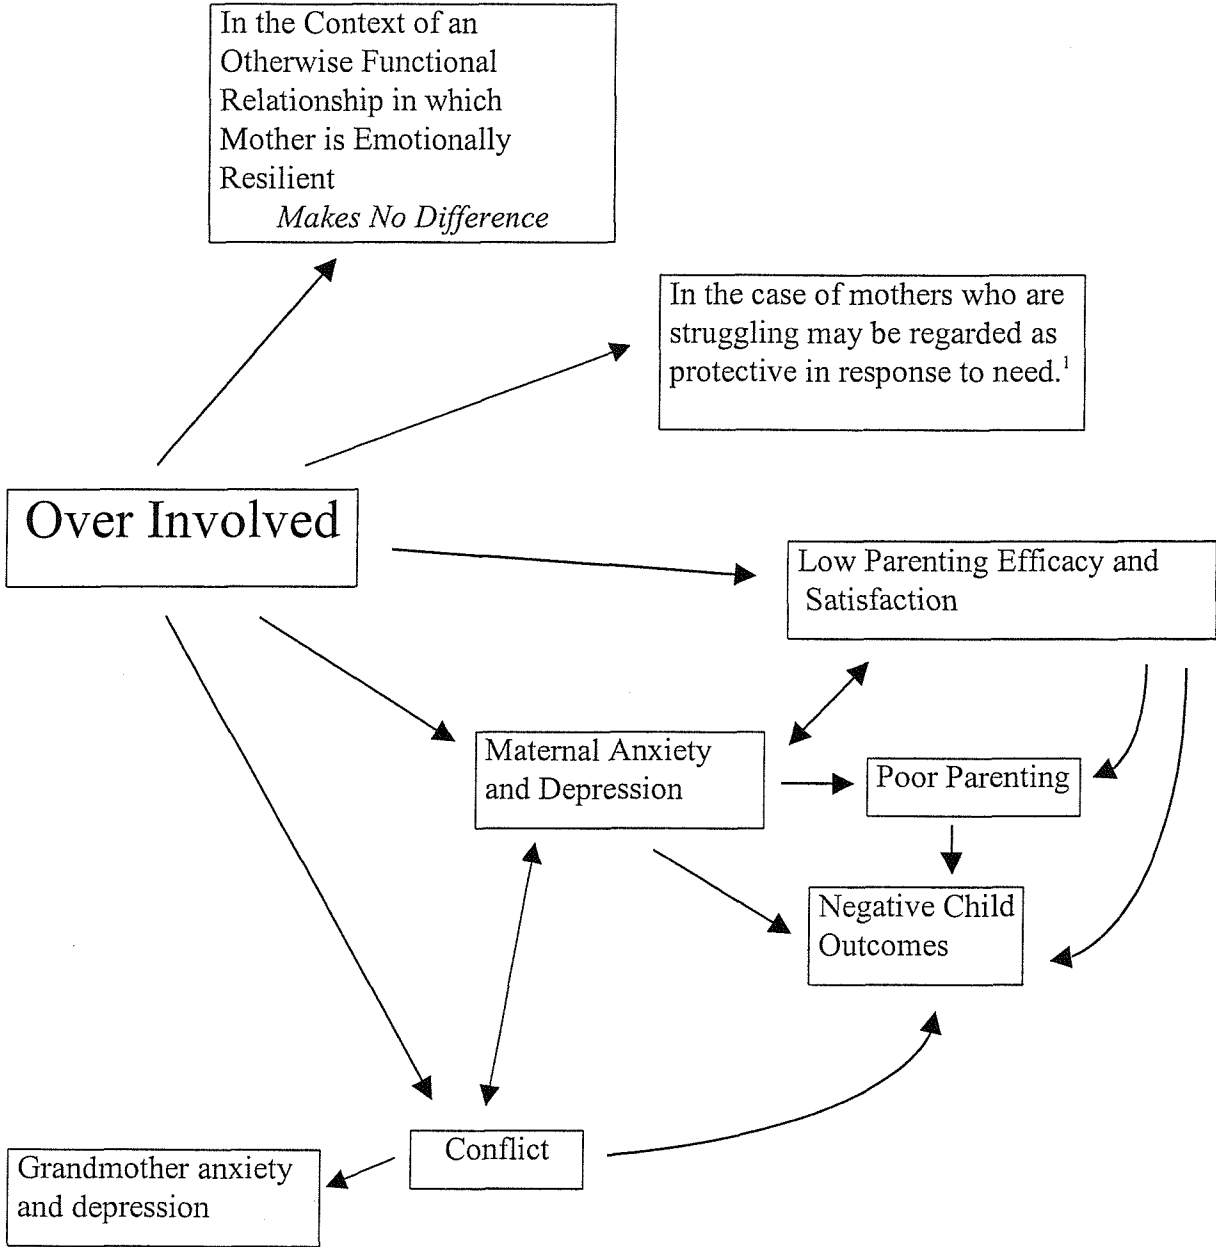 In the Context of an
Otherwise Functional
Relationship in which
Mother is Emotionally
Resilient
Makes No Difference
In the case of mothers who are
struggling may be regarded as
protective in response to need.¹
Over Involved
Low Parenting Efficacy and
Satisfaction
Maternal Anxiety
and Depression
Poor Parenting
Negative Child
Outcomes
Conflict
Grandmother anxiety
and depression